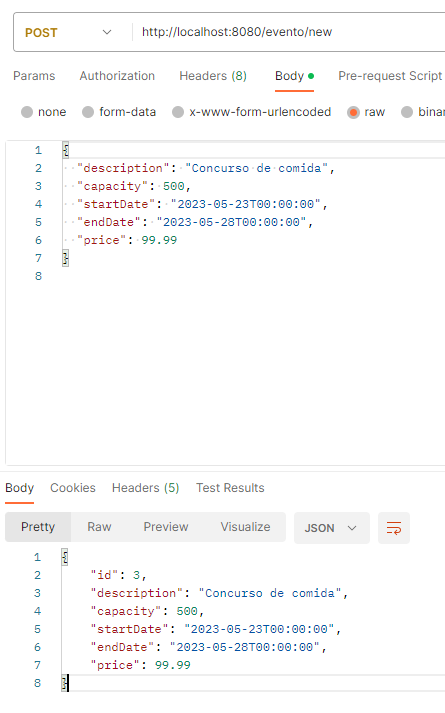 POST http://localhost:8080/evento/new
Params Authorization Headers (8) Body Pre-request Script
none form-data x-www-form-urlencoded raw binar
1 {
2 "description": "Concurso de comida",
3 "capacity": 500,
4 "startDate": "2023-05-23T00:00:00",
5 "endDate": "2023-05-28T00:00:00",
6 "price": 99.99
7 }
8
Body Cookies Headers (5) Test Results
Pretty Raw Preview Visualize JSON
1 {
2 "id": 3,
3 "description": "Concurso de comida",
4 "capacity": 500,
5 "startDate": "2023-05-23T00:00:00",
6 "endDate": "2023-05-28T00:00:00",
7 "price": 99.99
8 }